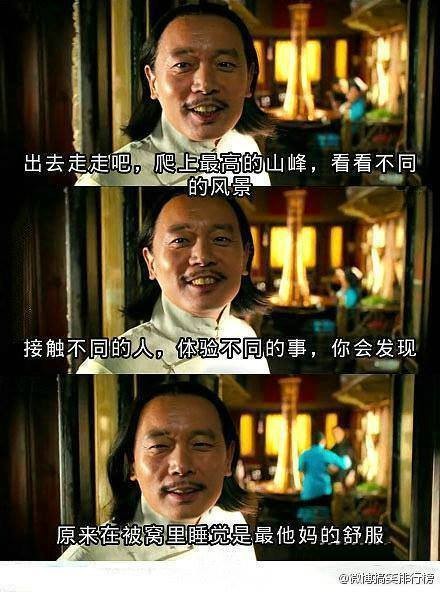 出去走走吧，爬上最高的山峰，看看不同
的风景
接触不同的人，体验不同的事，你会发现
原来在被窝里睡觉是最他妈的舒服
@微博搞笑排行榜